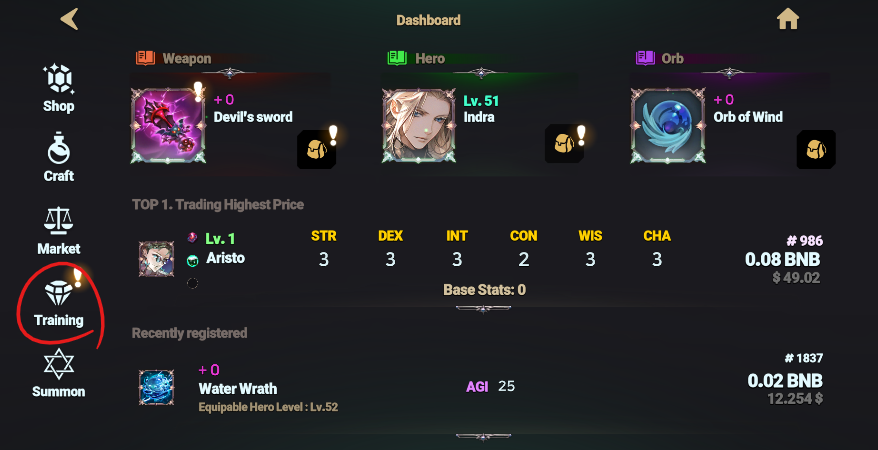 Dashboard
Weapon
Hero
Orb
+0
Devil's sword
Lv. 51
Indra
+0
Orb of Wind
Shop
Craft
Market
Training
Summon
TOP 1. Trading Highest Price
Lv. 1
Aristo
STR DEX INT CON WIS CHA
3 3 3 2 3 3
Base Stats: 0
# 986
0.08 BNB
$ 49.02
Recently registered
+0
Water Wrath
Equipable Hero Level : Lv.52
AGI 25
# 1837
0.02 BNB
12.254 $